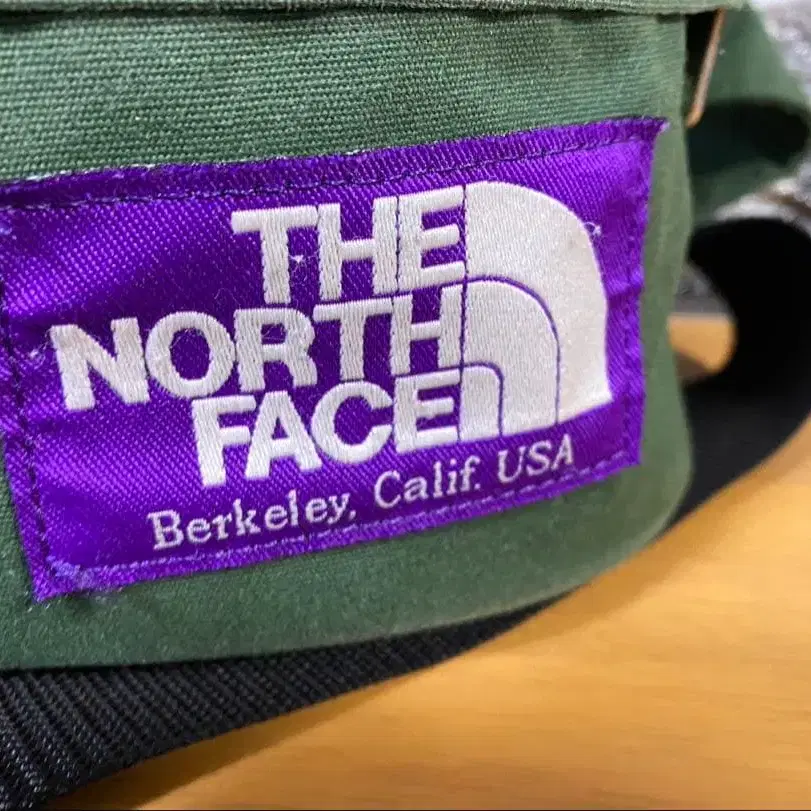 THE
NORTH
FACE
Berkeley, Calif. USA